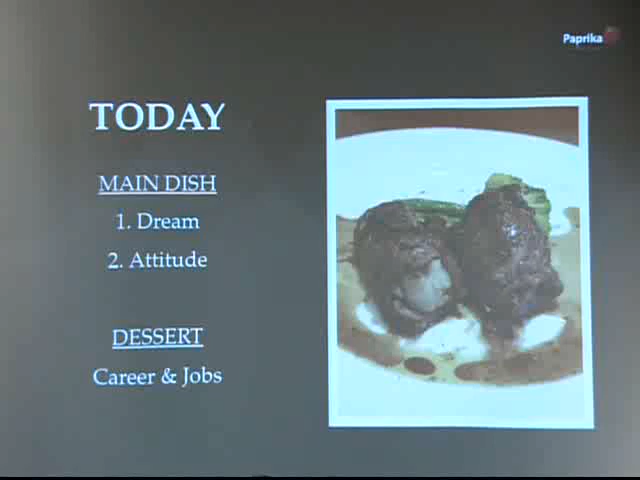 Paprika
TODAY
MAIN DISH
1. Dream
2. Attitude
DESSERT
Career & Jobs